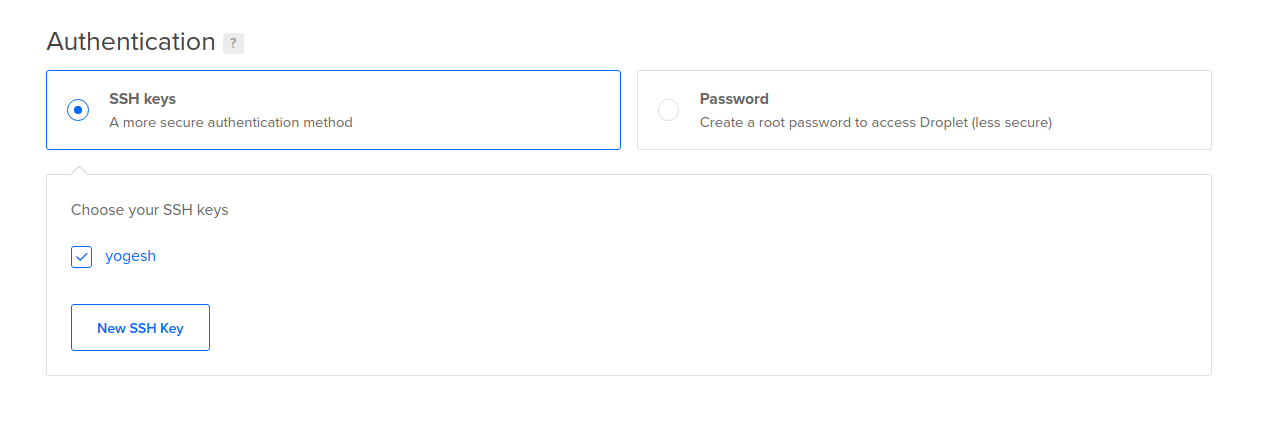 Authentication ?
SSH keys
A more secure authentication method
Password
Create a root password to access Droplet (less secure)
Choose your SSH keys
yogesh
New SSH Key